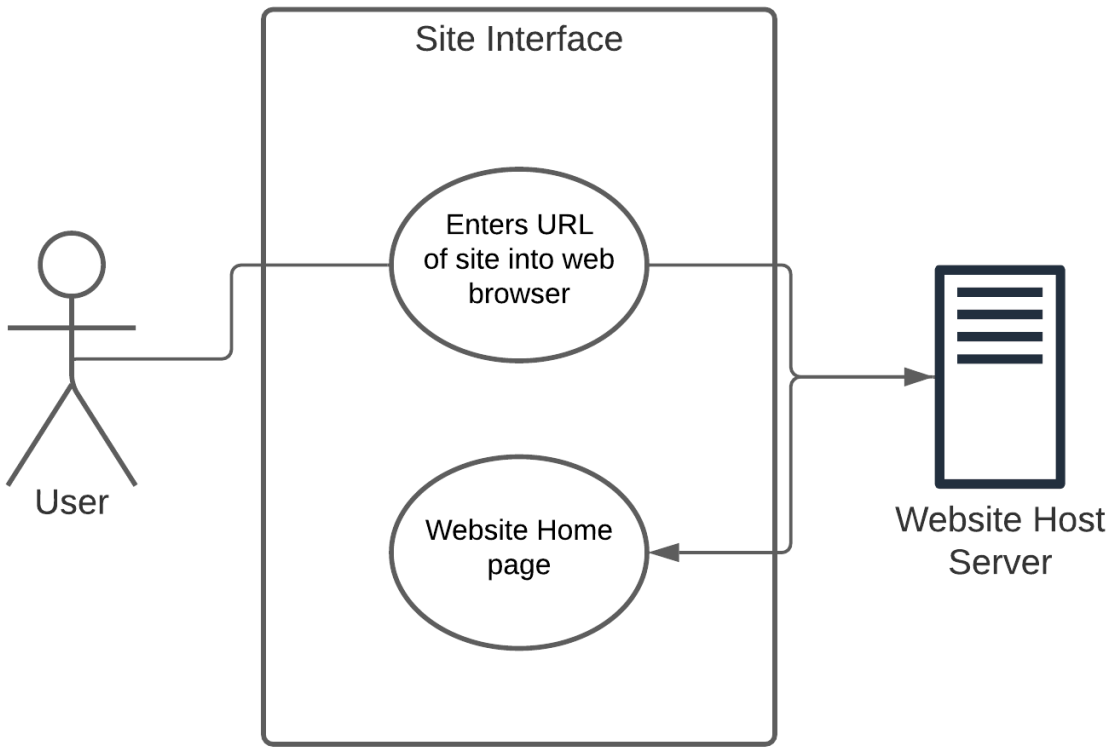 Site Interface
Enters URL
of site into web
browser
User
Website Home
page
Website Host
Server